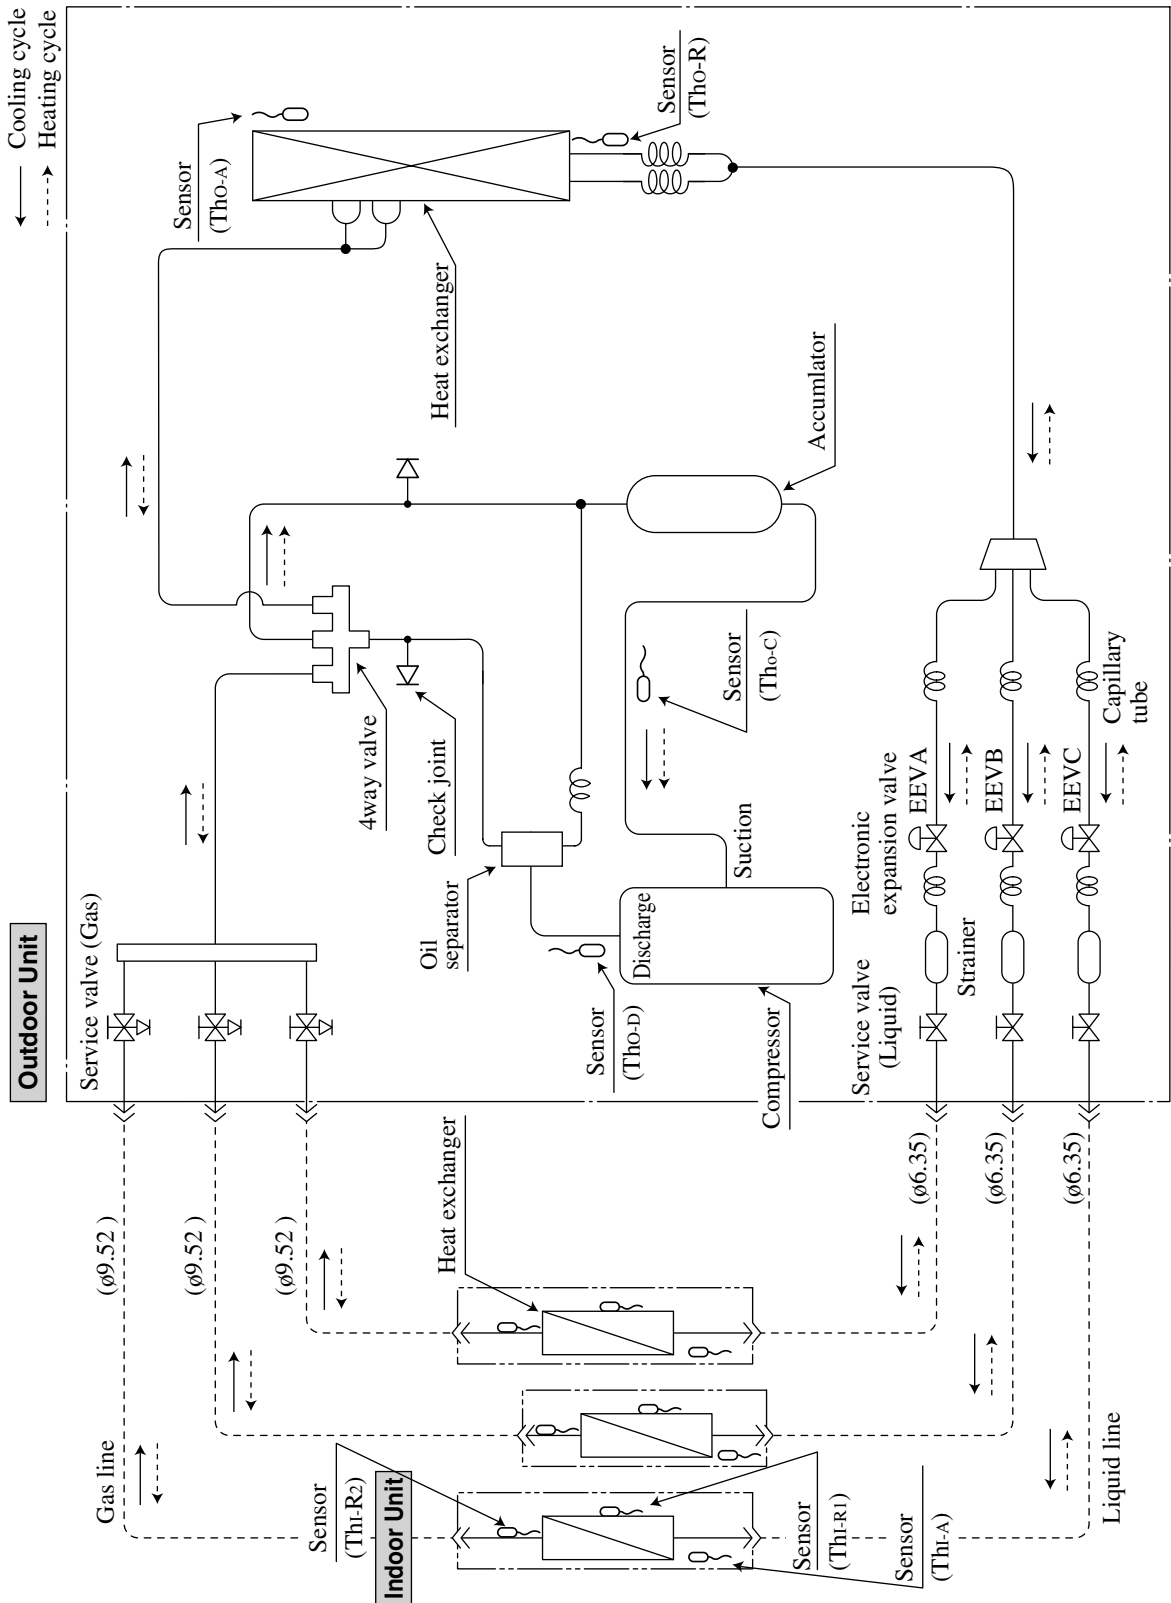 Cooling cycle
Heating cycle
Outdoor Unit
Service valve (Gas)
4way valve
Check joint
Oil
separator
Sensor
(Tho-A)
Heat exchanger
Sensor
(Tho-R)
Accumlator
Sensor
(Tho-C)
Discharge
Suction
Sensor
(Tho-D)
Compressor
Service valve
(Liquid)
Strainer
Electronic
expansion valve
EEVA
EEVB
EEVC
Capillary
tube
(ø9.52 )
(ø9.52 )
(ø9.52 )
Gas line
Heat exchanger
(ø6.35)
(ø6.35)
(ø6.35)
Liquid line
Indoor Unit
Sensor
(ThI-R2)
Sensor
(ThI-R1)
Sensor
(ThI-A)